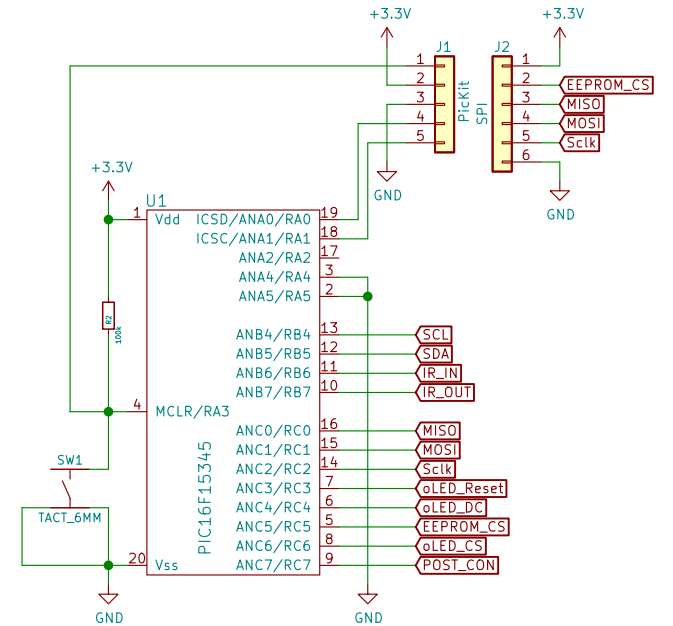 +3.3V
+3.3V
J1
J2
1
2
3
4
5
PicKit
SPI
1
2
3
4
5
6
EEPROM_CS
MISO
MOSI
Sclk
GND
GND
+3.3V
U1
1 Vdd
ICSD/ANA0/RA0 19
ICSC/ANA1/RA1 18
ANA2/RA2 17
ANA4/RA4 3
ANA5/RA5 2
R2
100k
ANB4/RB4 13 SCL
ANB5/RB5 12 SDA
ANB6/RB6 11 IR_IN
ANB7/RB7 10 IR_OUT
4 MCLR/RA3
ANC0/RC0 16 MISO
ANC1/RC1 15 MOSI
ANC2/RC2 14 Sclk
ANC3/RC3 7 oLED_Reset
ANC4/RC4 6 oLED_DC
ANC5/RC5 5 EEPROM_CS
ANC6/RC6 8 oLED_CS
ANC7/RC7 9 POST_CON
PIC16F15345
SW1
TACT_6MM
20 Vss
GND
GND